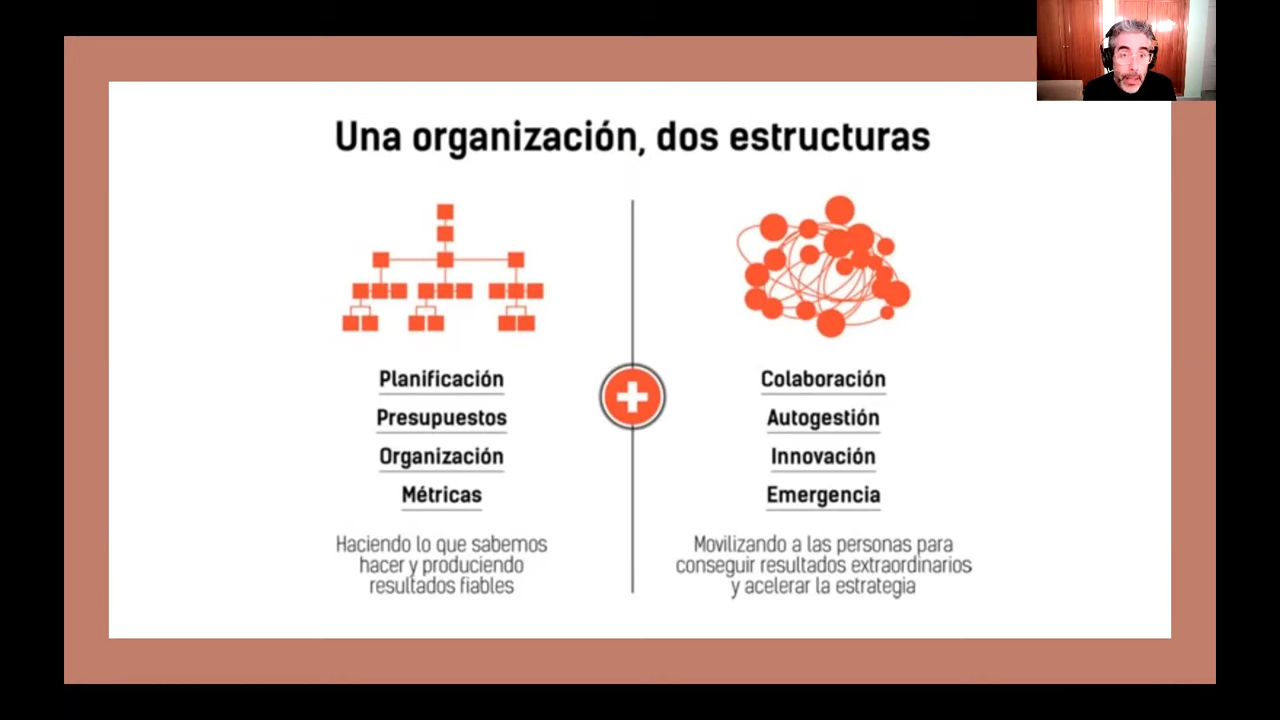 Una organización, dos estructuras
Planificación
Presupuestos
Organización
Métricas
Haciendo lo que sabemos
hacer y produciendo
resultados fiables
Colaboración
Autogestión
Innovación
Emergencia
Movilizando a las personas para
conseguir resultados extraordinarios
y acelerar la estrategia